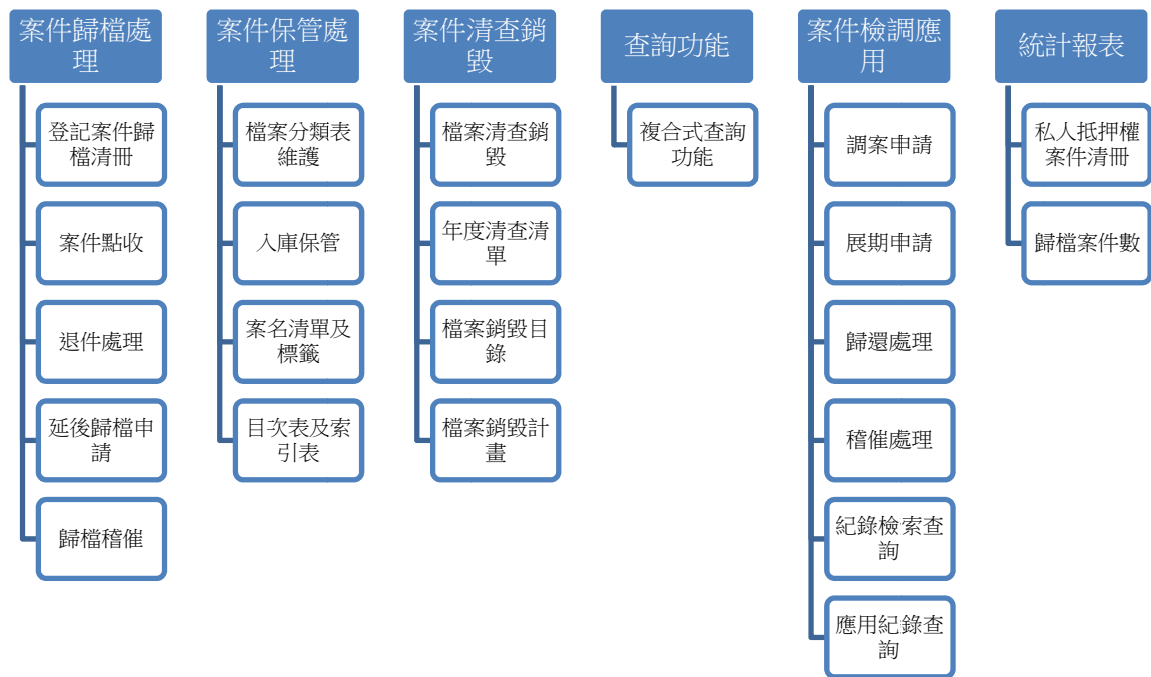 案件歸檔處
理
登記案件歸
檔清冊
案件點收
退件處理
延後歸檔申
請
歸檔稽催
案件保管處
理
檔案分類表
維護
入庫保管
案名清單及
標籤
目次表及索
引表
案件清查銷
毀
檔案清查銷
毀
年度清查清
單
檔案銷毀目
錄
檔案銷毀計
畫
查詢功能
複合式查詢
功能
案件檢調應
用
調案申請
展期申請
歸還處理
稽催處理
紀錄檢索查
詢
應用紀錄查
詢
統計報表
私人抵押權
案件清冊
歸檔案件數